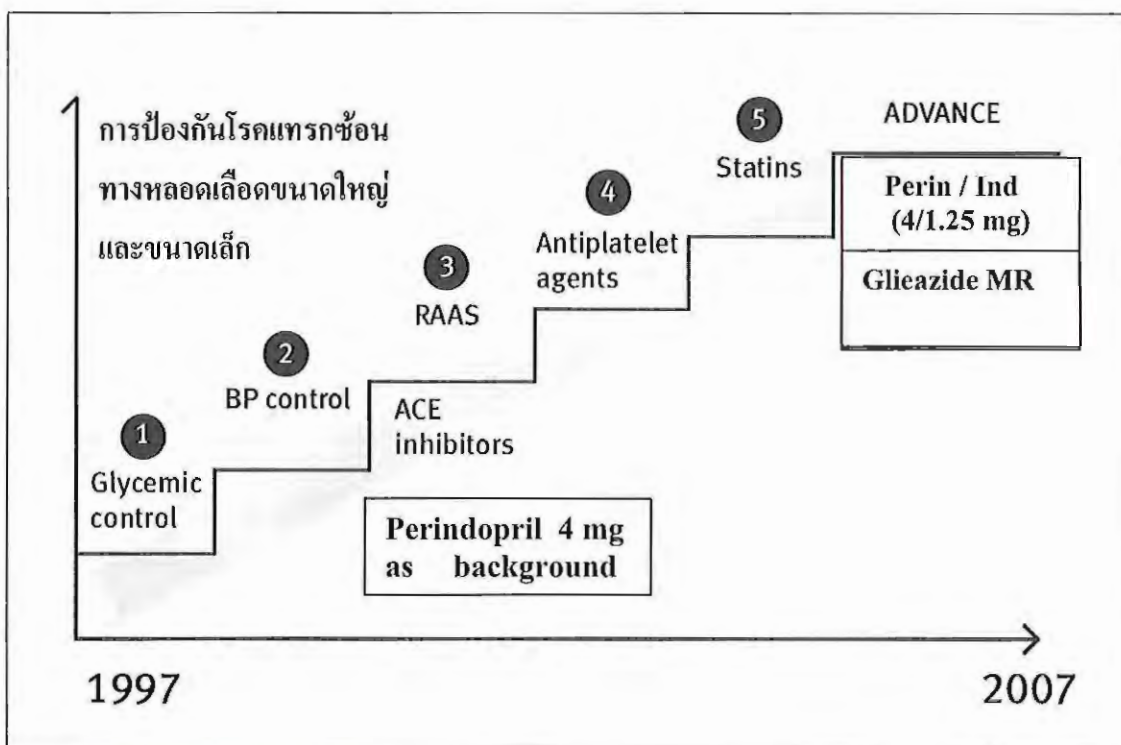 การป้องกันโรคแทรกซ้อน
ทางหลอดเลือดขนาดใหญ่
และขนาดเล็ก
1
Glycemic
control
2
BP control
3
RAAS
ACE
inhibitors
Perindopril 4 mg
as background
4
Antiplatelet
agents
5
Statins
ADVANCE
Perin / Ind
(4/1.25 mg)
Glieazide MR
1997
2007